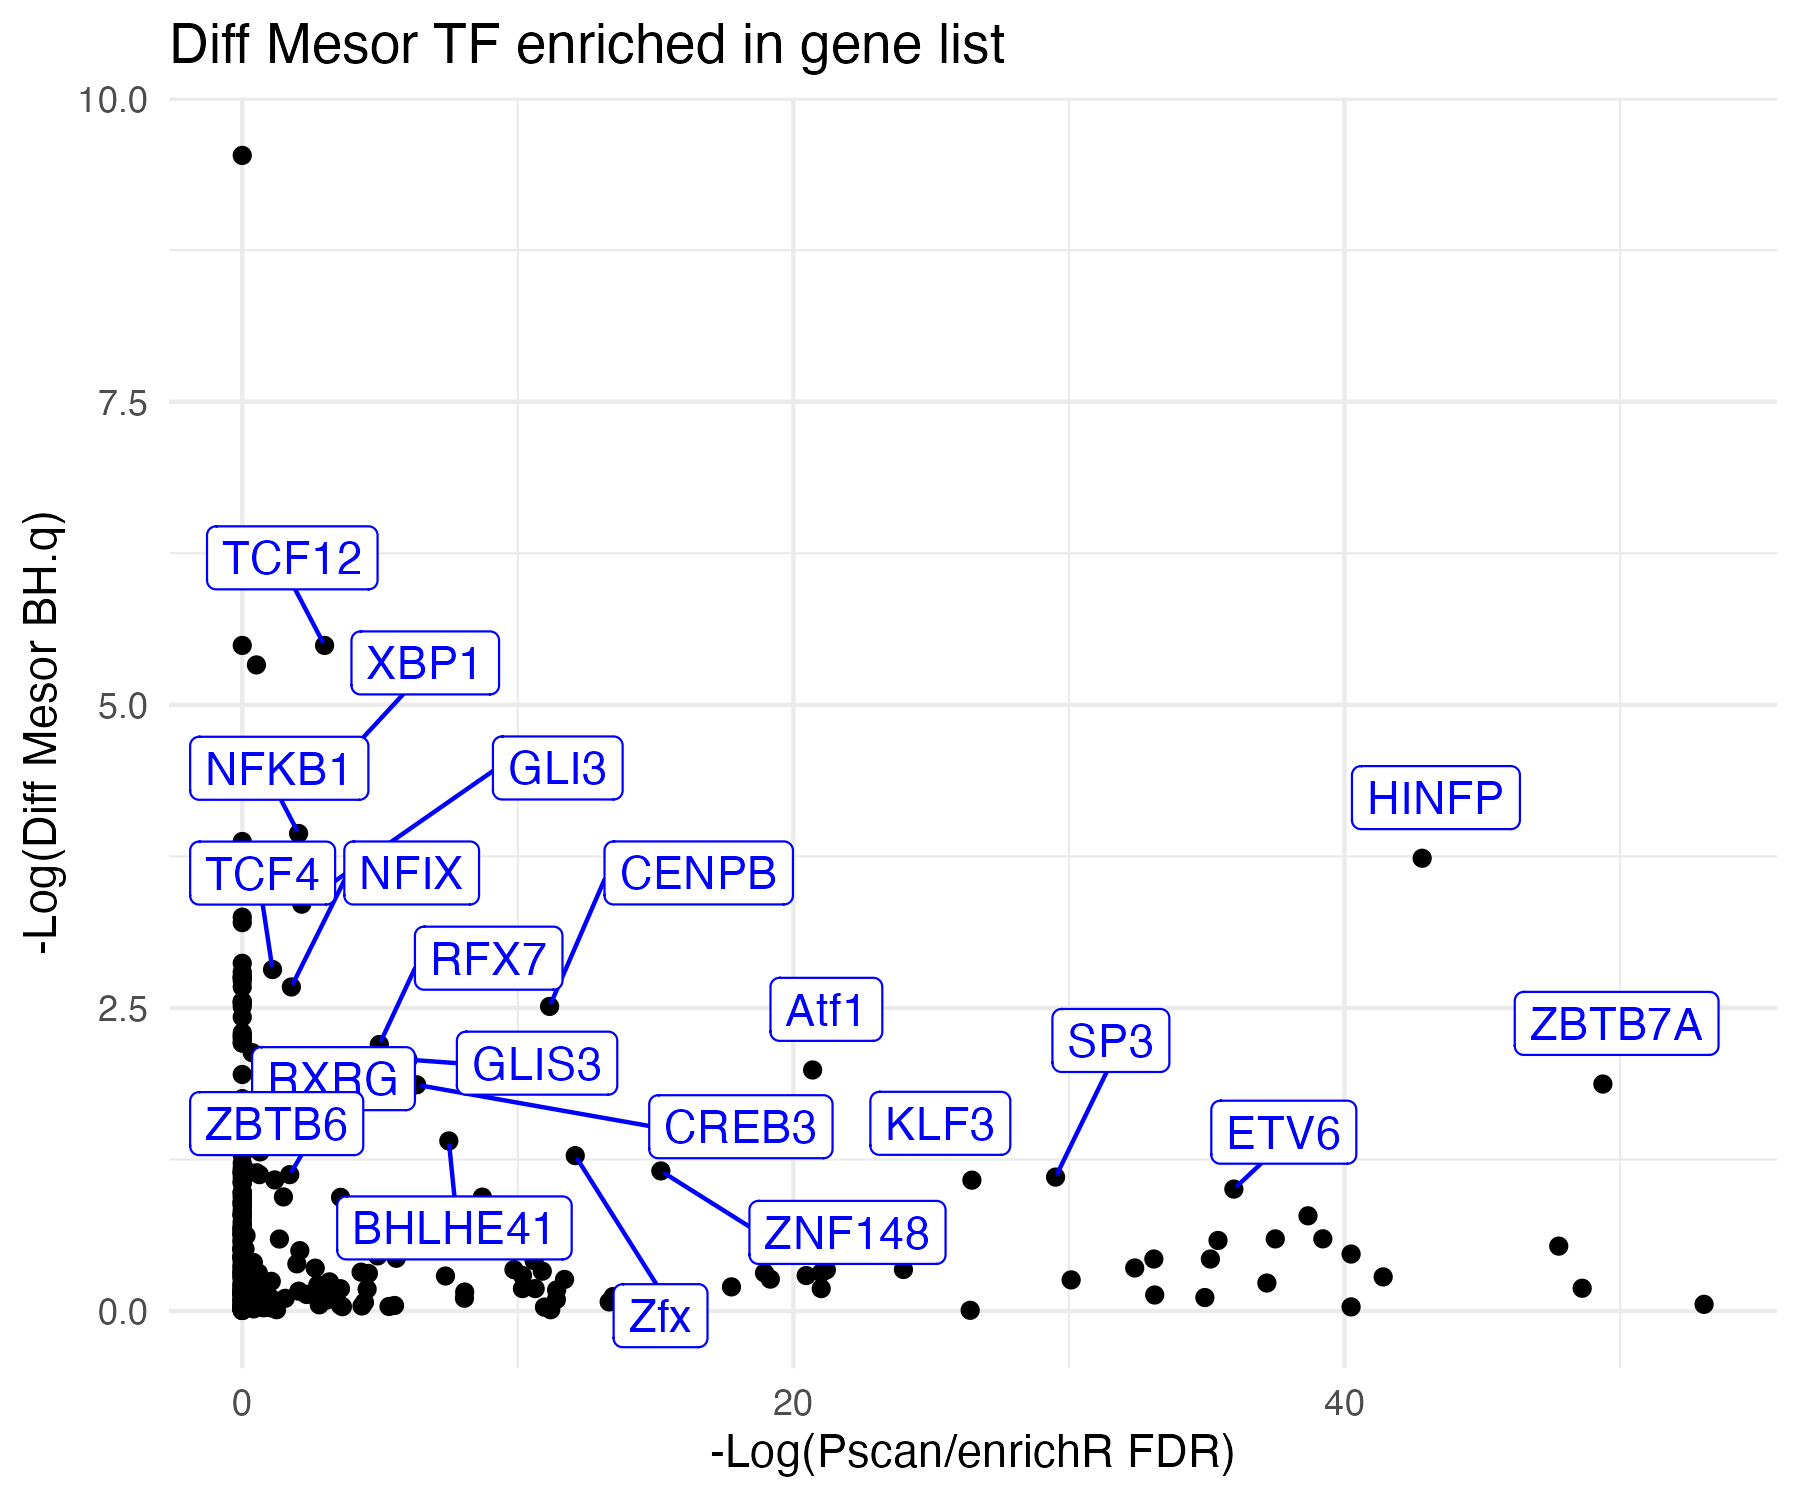 Diff Mesor TF enriched in gene list
10.0
7.5
5.0
2.5
0.0
-Log(Diff Mesor BH.q)
TCF12
XBP1
NFKB1
GLI3
HINFP
TCF4
NFIX
CENPB
RFX7
Atf1
ZBTB7A
SP3
GLIS3
RXRG
ZBTB6
CREB3
KLF3
ETV6
BHLHE41
ZNF148
Zfx
0
20
40
-Log(Pscan/enrichR FDR)